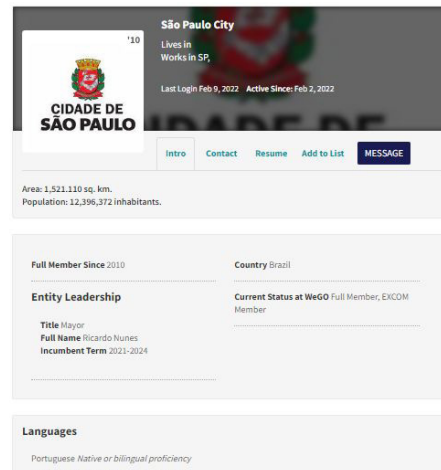 '10
CIDADE DE
SÃO PAULO
São Paulo City
Lives in
Works in SP,
Last Login Feb 9, 2022 Active Since: Feb 2, 2022
Intro Contact Resume Add to List MESSAGE
Area: 1,521.110 sq. km.
Population: 12,396,372 inhabitants.
Full Member Since 2010
Country Brazil
Entity Leadership
Title Mayor
Full Name Ricardo Nunes
Incumbent Term 2021-2024
Current Status at WeGO Full Member, EXCOM
Member
Languages
Portuguese Native or bilingual proficiency